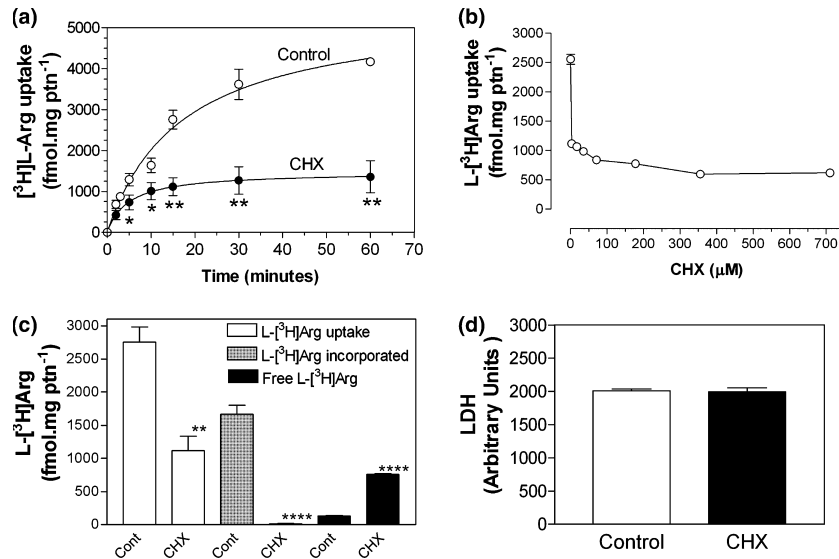 (a)
[³H]L-Arg uptake
(fmol.mg ptn⁻¹)
5000
4000
3000
2000
1000
0
Control
CHX
*
*
**
**
**
0 10 20 30 40 50 60 70
Time (minutes)
(b)
L-[³H]Arg uptake
(fmol.mg ptn⁻¹)
3000
2500
2000
1500
1000
500
0
0 100 200 300 400 500 600 700
CHX (µM)
(c)
L-[³H]Arg
(fmol.mg ptn⁻¹)
3000
2500
2000
1500
1000
500
0
L-[³H]Arg uptake
L-[³H]Arg incorporated
Free L-[³H]Arg
**
****
****
Cont CHX Cont CHX Cont CHX
(d)
LDH
(Arbitrary Units)
3000
2500
2000
1500
1000
500
0
Control CHX